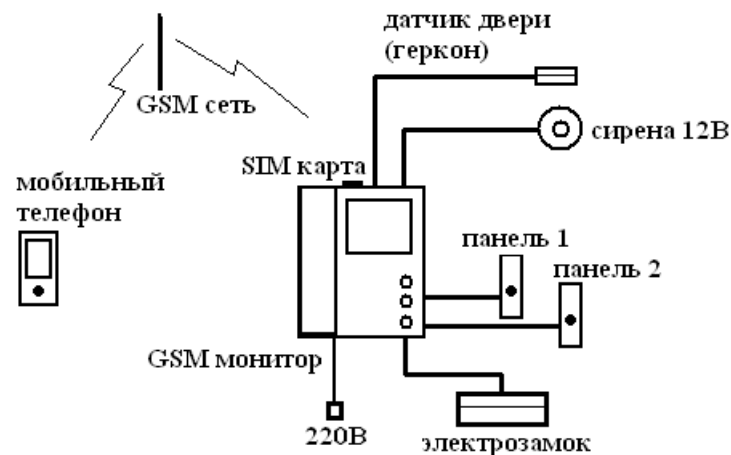 датчик двери
(геркон)
GSM сеть
сирена 12В
SIM карта
мобильный
телефон
панель 1
панель 2
GSM монитор
220В
электрозамок